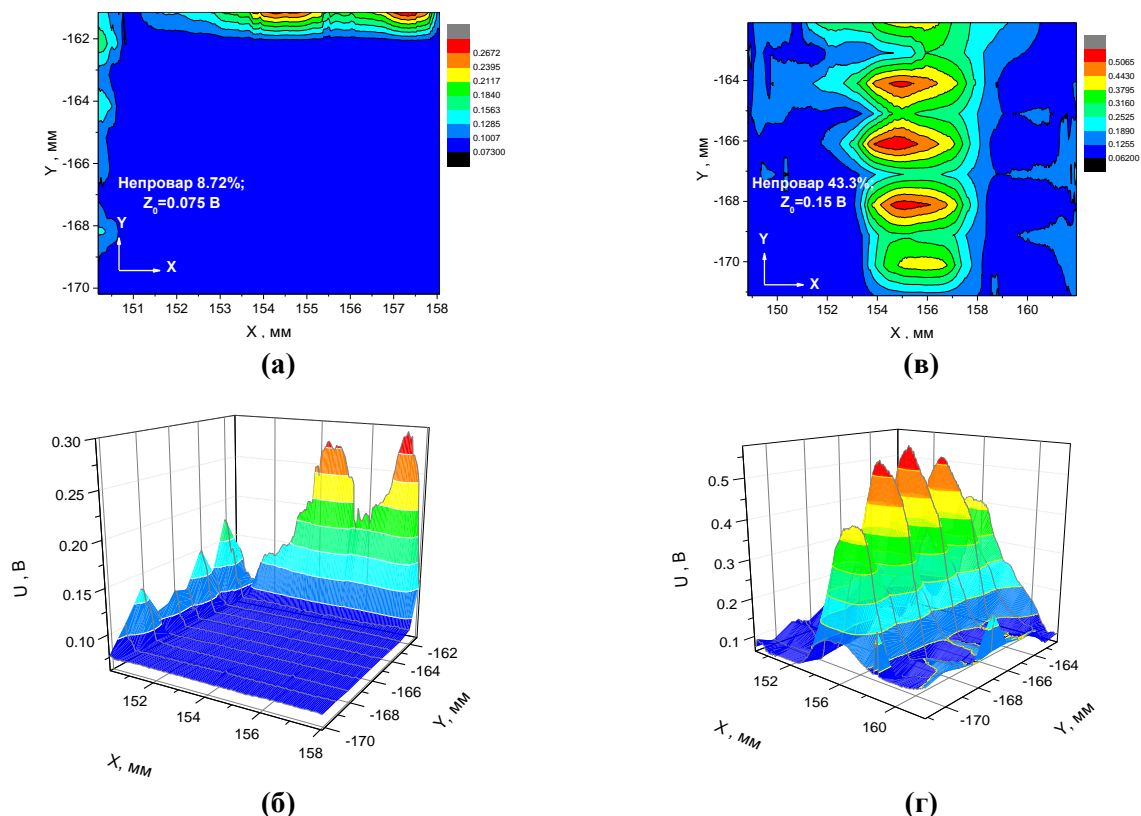 -162
-164
-166
-168
-170
Y , мм
151 152 153 154 155 156 157 158
X , мм
Непровар 8.72%;
Z0=0.075 В
Y
X
0.2672
0.2395
0.2117
0.1840
0.1563
0.1285
0.1007
0.07300
(а)
-164
-166
-168
-170
Y , мм
150 152 154 156 158 160
X , мм
Непровар 43.3%;
Z0=0.15 В
Y
X
0.5065
0.4430
0.3795
0.3160
0.2525
0.1890
0.1255
0.06200
(в)
0.30
0.25
0.20
0.15
0.10
U , В
152
154
156
158
X, мм
-162
-164
-166
-168
-170
Y, мм
(б)
0.5
0.4
0.3
0.2
0.1
U , В
152
156
160
X, мм
-164
-166
-168
-170
Y, мм
(г)